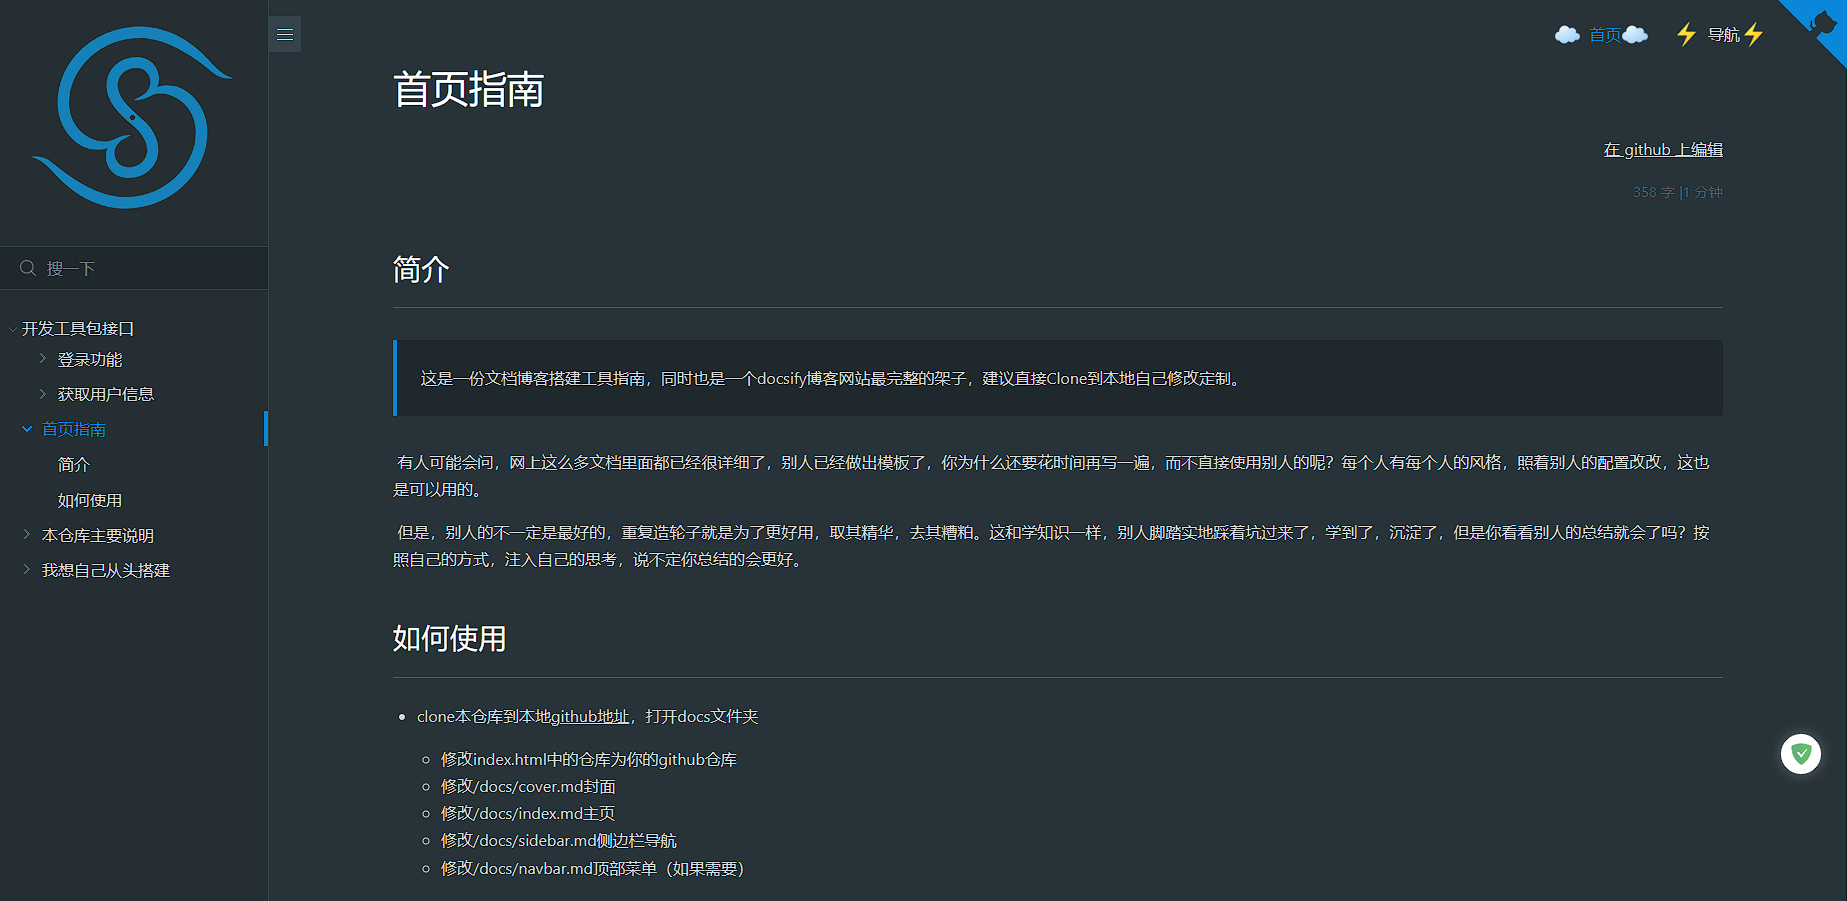 首页
导航
首页指南
在 github 上编辑
358 字 |1 分钟
搜一下
开发工具包接口
登录功能
获取用户信息
首页指南
简介
如何使用
本仓库主要说明
我想自己从头搭建
简介
这是一份文档博客搭建工具指南，同时也是一个docsify博客网站最完整的架子，建议直接Clone到本地自己修改定制。
有人可能会问，网上这么多文档里面都已经很详细了，别人已经做出模板了，你为什么还要花时间再写一遍，而不直接使用别人的呢？每个人有每个人的风格，照着别人的配置改改，这也
是可以用的。
但是，别人的不一定是最好的，重复造轮子就是为了更好用，取其精华，去其糟粕。这和学知识一样，别人脚踏实地踩着坑过来了，学到了，沉淀了，但是你看看别人的总结就会了吗？按
照自己的方式，注入自己的思考，说不定你总结的会更好。
如何使用
clone本仓库到本地github地址，打开docs文件夹
修改index.html中的仓库为你的github仓库
修改/docs/cover.md封面
修改/docs/index.md主页
修改/docs/sidebar.md侧边栏导航
修改/docs/navbar.md顶部菜单（如果需要）